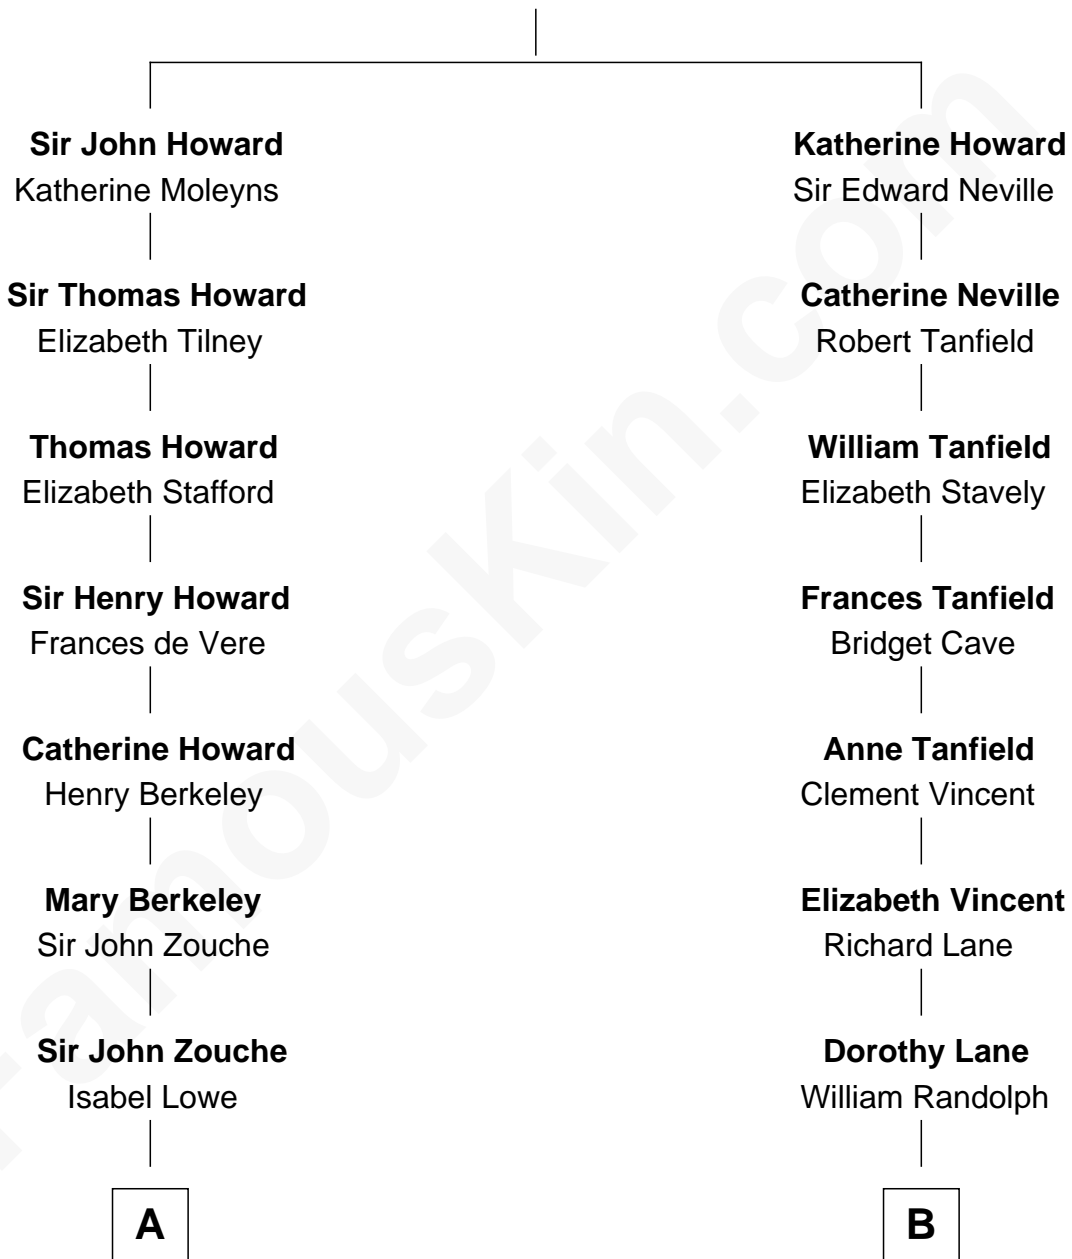 Sir John Howard
Katherine Moleyns
Sir Thomas Howard
Elizabeth Tilney
Thomas Howard
Elizabeth Stafford
Sir Henry Howard
Frances de Vere
Catherine Howard
Henry Berkeley
Mary Berkeley
Sir John Zouche
Sir John Zouche
Isabel Lowe
A
Katherine Howard
Sir Edward Neville
Catherine Neville
Robert Tanfield
William Tanfield
Elizabeth Stavely
Frances Tanfield
Bridget Cave
Anne Tanfield
Clement Vincent
Elizabeth Vincent
Richard Lane
Dorothy Lane
William Randolph
B
FamousKin.com